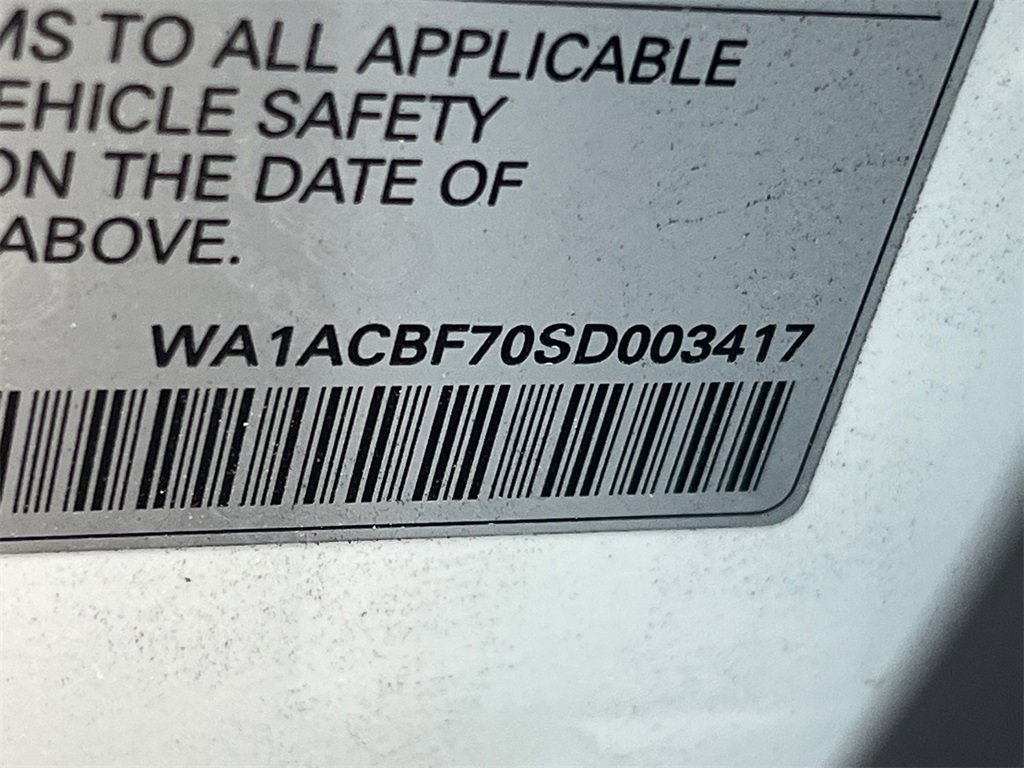 MS TO ALL APPLICABLE
EHICLE SAFETY
ON THE DATE OF
ABOVE.
WA1ACBF70SD003417